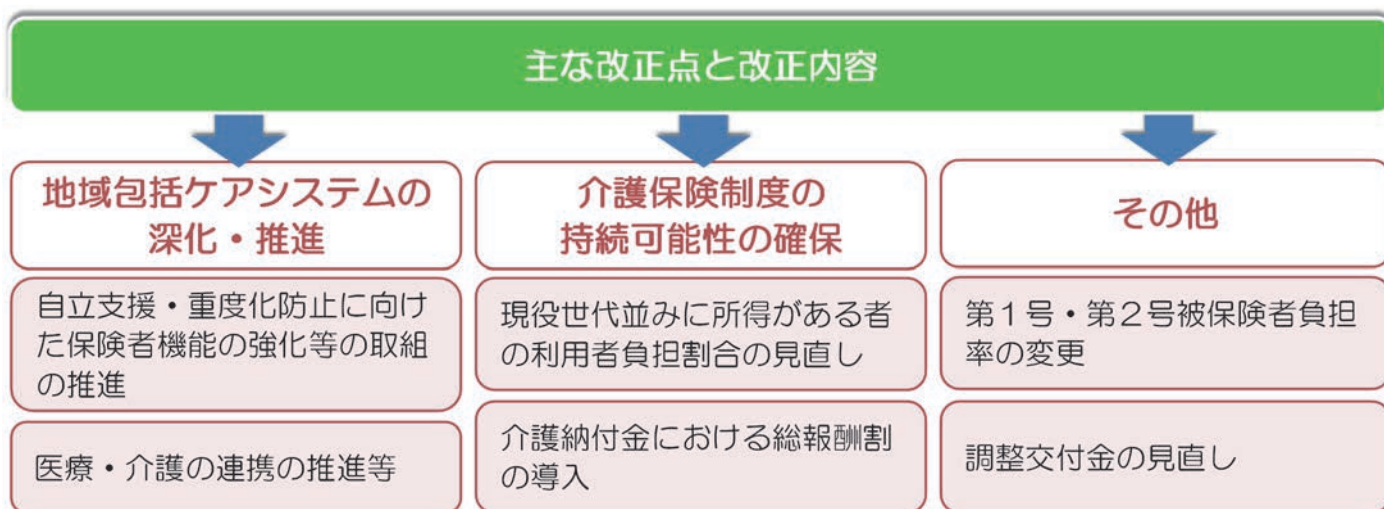 主な改正点と改正内容
地域包括ケアシステムの
深化・推進
自立支援・重度化防止に向け
た保険者機能の強化等の取組
の推進
医療・介護の連携の推進等
介護保険制度の
持続可能性の確保
現役世代並みに所得がある者
の利用者負担割合の見直し
介護納付金における総報酬割
の導入
その他
第１号・第２号被保険者負担
率の変更
調整交付金の見直し